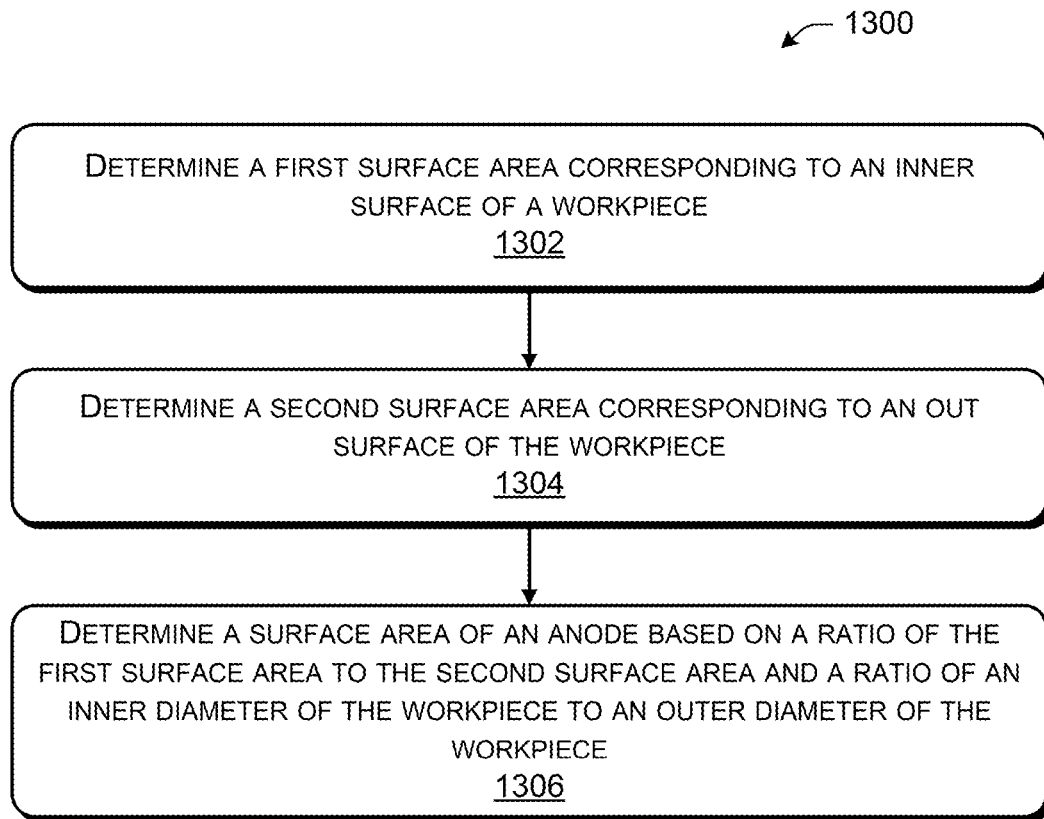 1300
DETERMINE A FIRST SURFACE AREA CORRESPONDING TO AN INNER
SURFACE OF A WORKPIECE
1302
DETERMINE A SECOND SURFACE AREA CORRESPONDING TO AN OUT
SURFACE OF THE WORKPIECE
1304
DETERMINE A SURFACE AREA OF AN ANODE BASED ON A RATIO OF THE
FIRST SURFACE AREA TO THE SECOND SURFACE AREA AND A RATIO OF AN
INNER DIAMETER OF THE WORKPIECE TO AN OUTER DIAMETER OF THE
WORKPIECE
1306